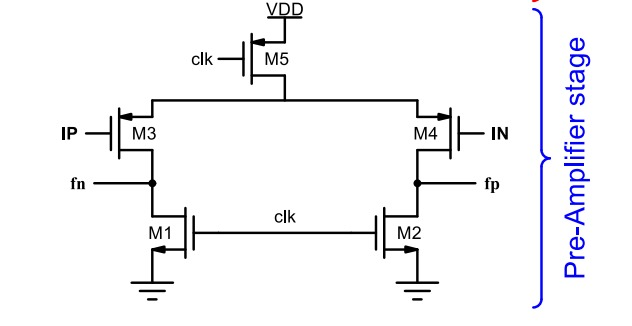 VDD
clk
M5
IP
M3
M4
IN
fn
fp
M1
clk
M2
Pre-Amplifier stage